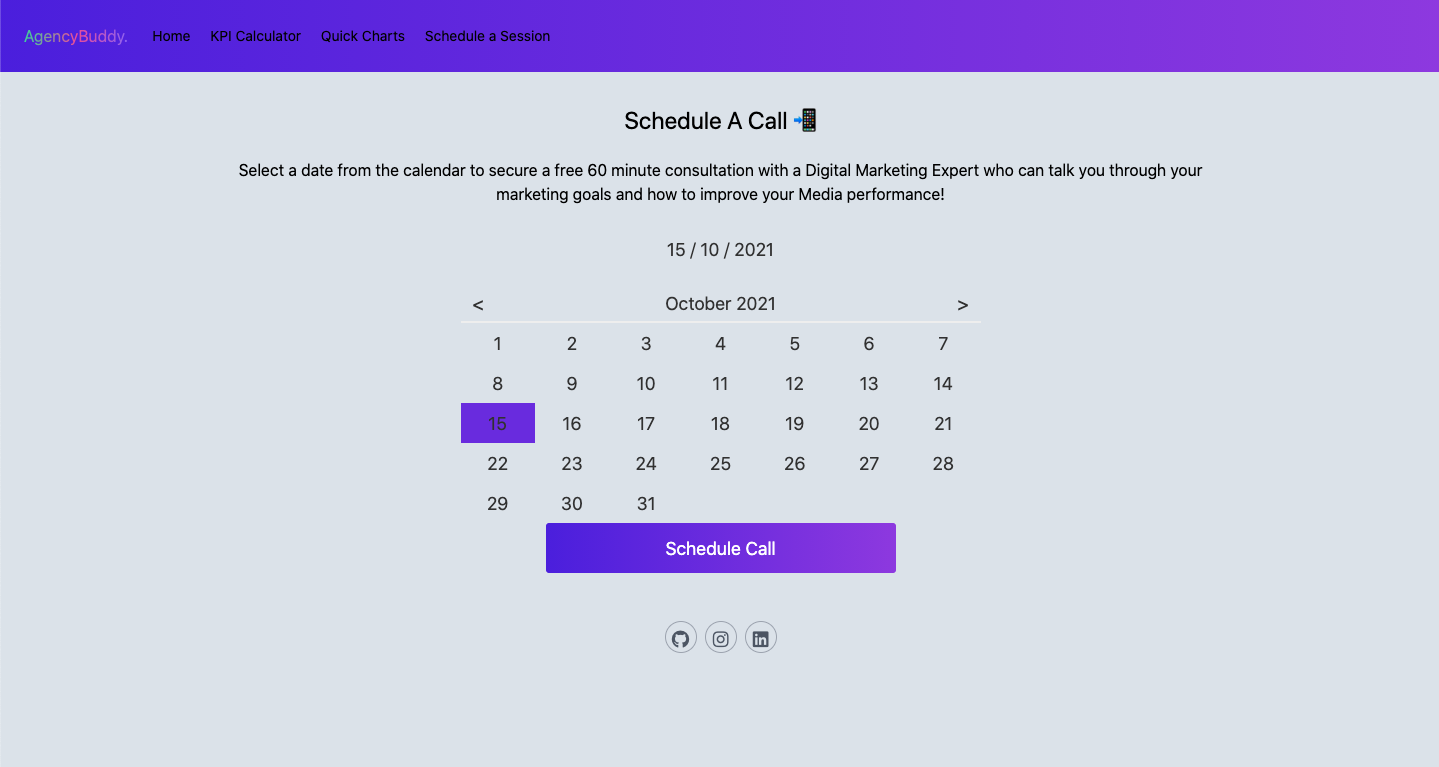 AgencyBuddy. Home KPI Calculator Quick Charts Schedule a Session
Schedule A Call 📲
Select a date from the calendar to secure a free 60 minute consultation with a Digital Marketing Expert who can talk you through your
marketing goals and how to improve your Media performance!
15 / 10 / 2021
< October 2021 >
1 2 3 4 5 6 7
8 9 10 11 12 13 14
15 16 17 18 19 20 21
22 23 24 25 26 27 28
29 30 31
Schedule Call